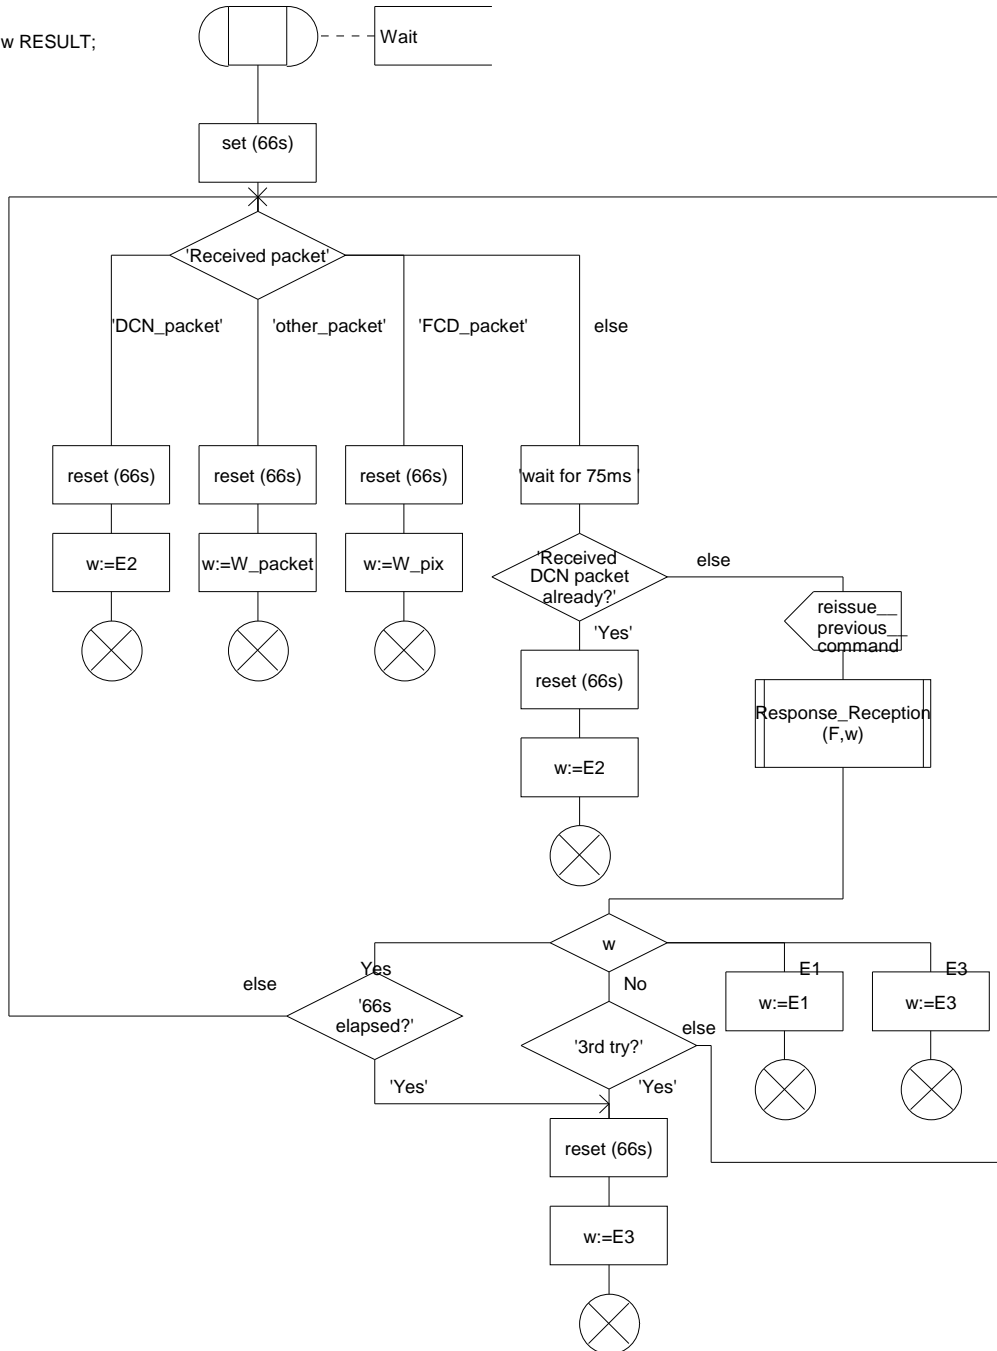 w RESULT;
Wait
set (66s)
'Received packet'
'DCN_packet'
'other_packet'
'FCD_packet'
else
reset (66s)
reset (66s)
reset (66s)
'wait for 75ms '
w:=E2
w:=W_packet
w:=W_pix
'Received
DCN packet
already?'
else
'Yes'
reissue__
previous__
command
reset (66s)
Response_Reception
(F,w)
w:=E2
w
Yes
No
E1
E3
else
'66s
elapsed?'
'3rd try?'
else
w:=E1
w:=E3
'Yes'
'Yes'
reset (66s)
w:=E3